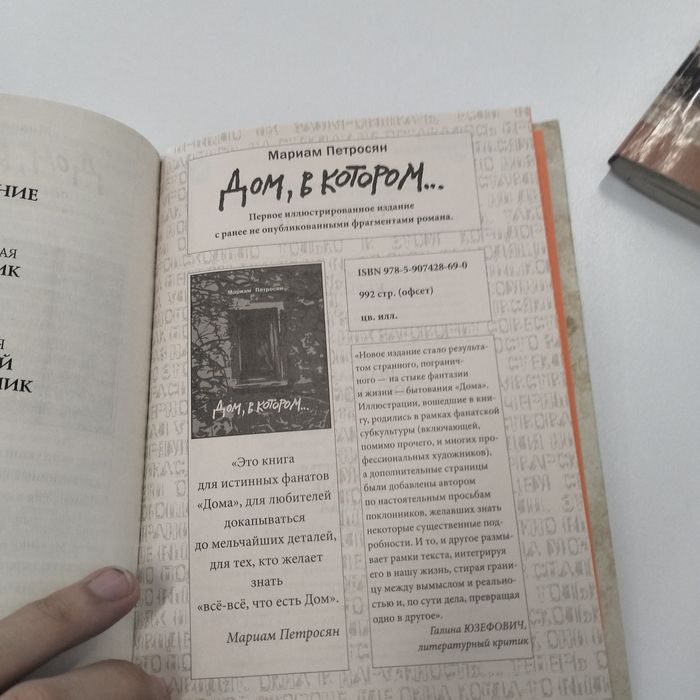 НИЕ
АЯ
ИК
Я
Й
НИК
Мариам Петросян
Дом, в котором...
Первое иллюстрированное издание
с ранее не опубликованными фрагментами романа.
Мариам Петросян
Дом, в котором...
ISBN 978-5-907428-69-0
992 стр. (офсет)
цв. илл.
«Это книга
для истинных фанатов
«Дома», для любителей
докапываться
до мельчайших деталей,
для тех, кто желает
знать
«всё-всё, что есть Дом».
Мариам Петросян
«Новое издание стало результа-
том странного, погранич-
ного — на стыке фантазии
и жизни — бытования «Дома».
Иллюстрации, вошедшие в кни-
гу, родились в рамках фанатской
субкультуры (включающей,
помимо прочего, и многих про-
фессиональных художников),
а дополнительные страницы
были добавлены автором
по настоятельным просьбам
поклонников, желавших знать
некоторые существенные под-
робности. И то, и другое размы-
вает рамки текста, интегрируя
его в нашу жизнь, стирая грани-
цу между вымыслом и реально-
стью и, по сути дела, превращая
одно в другое».
Галина ЮЗЕФОВИЧ,
литературный критик